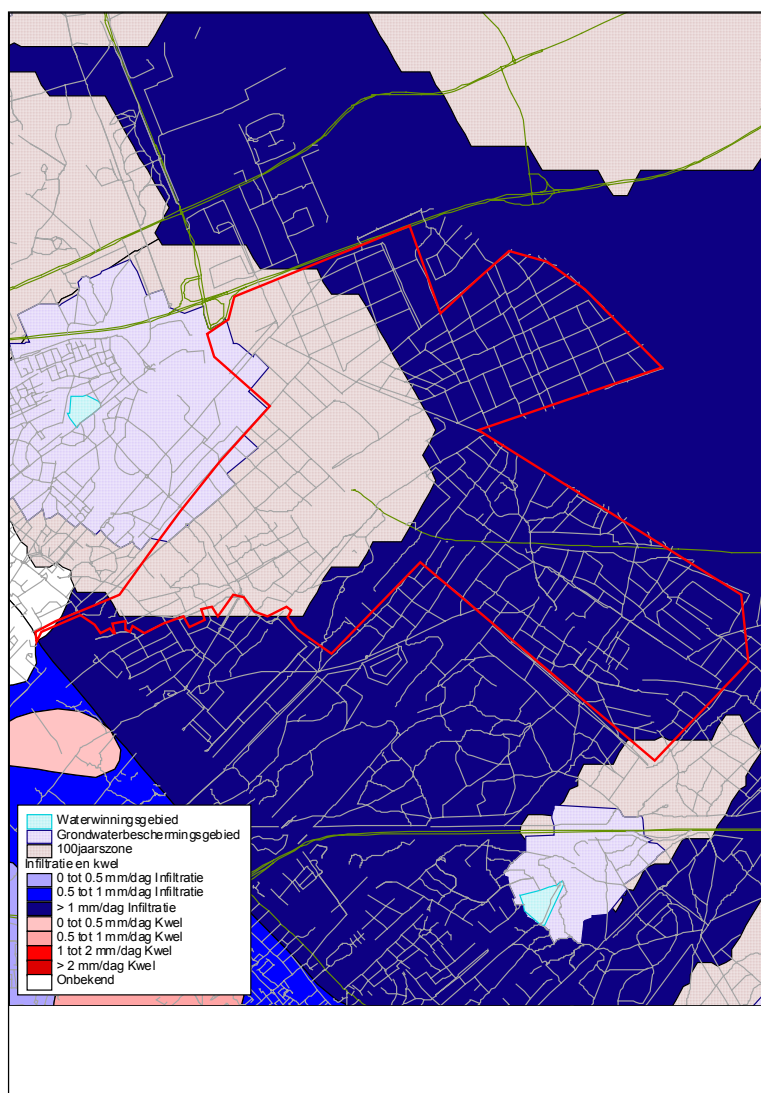 Waterwinningsgebied
Grondwaterbeschermingsgebied
100jaarszone
Infiltratie en kwel
0 tot 0.5 mm/dag Infiltratie
0.5 tot 1 mm/dag Infiltratie
> 1 mm/dag Infiltratie
0 tot 0.5 mm/dag Kwel
0.5 tot 1 mm/dag Kwel
1 tot 2 mm/dag Kwel
> 2 mm/dag Kwel
Onbekend